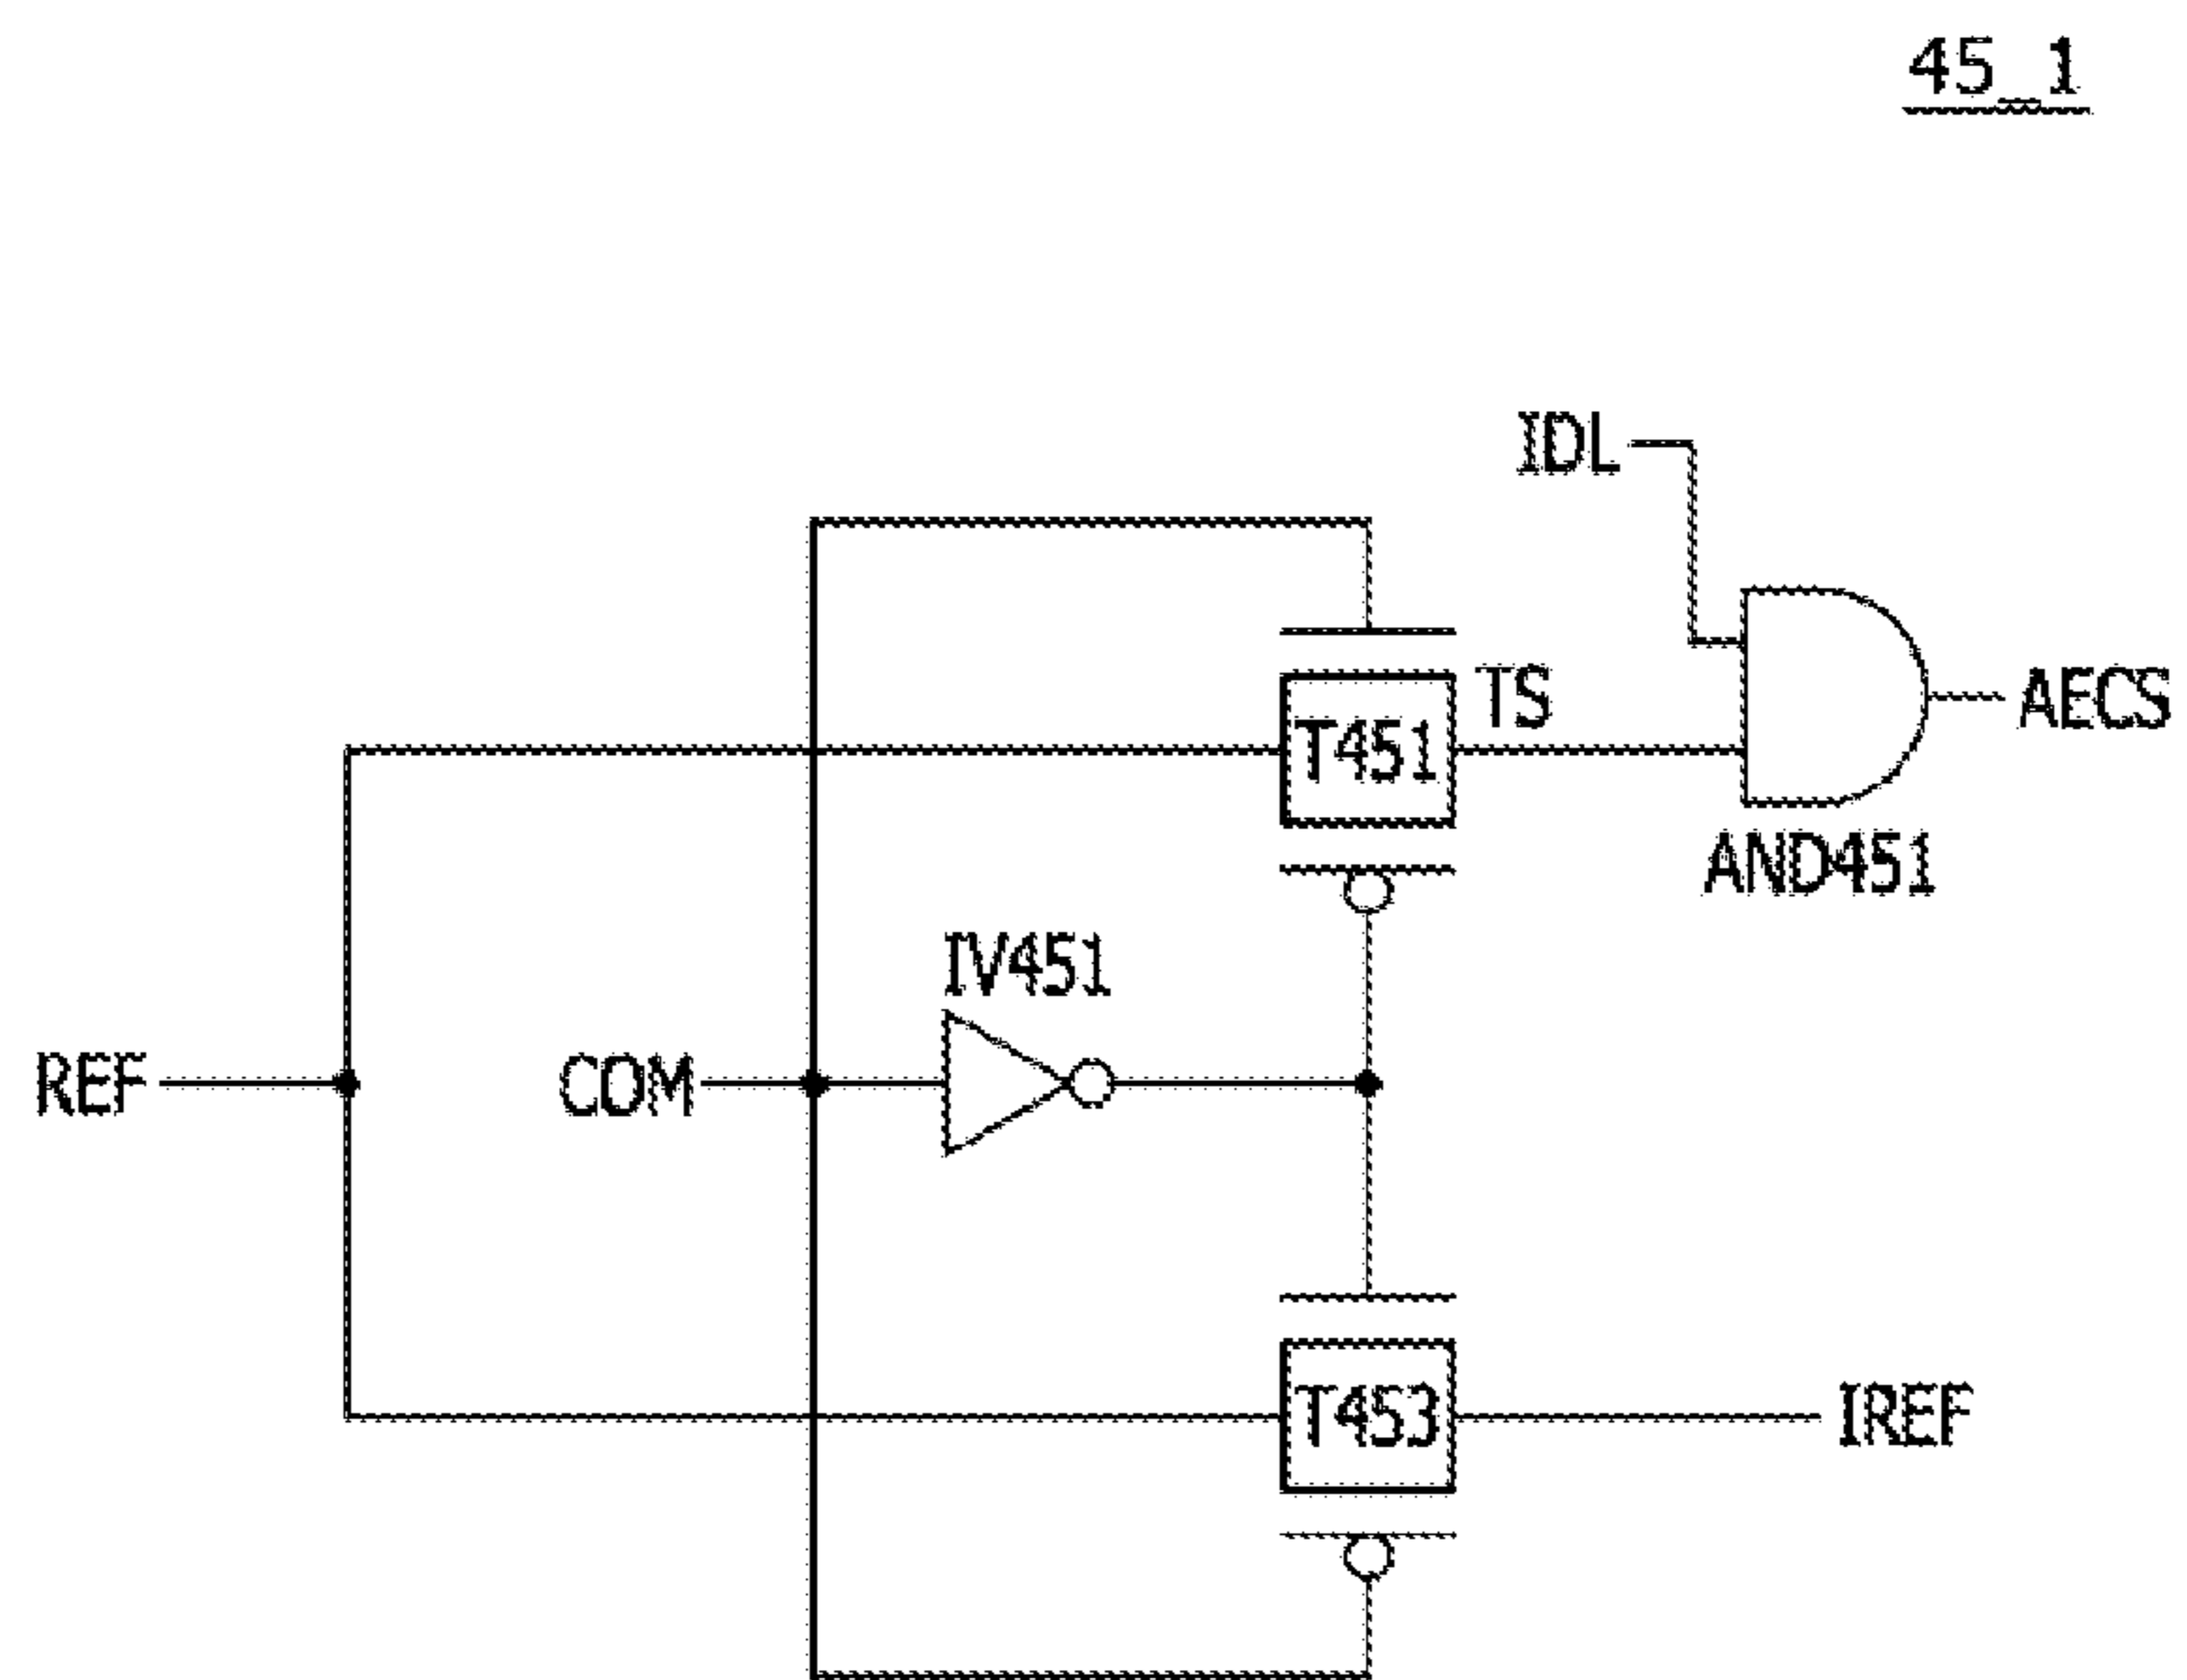 45_1
IDL
TS
T451
AECS
AND451
IV451
REF
COM
T453
IREF